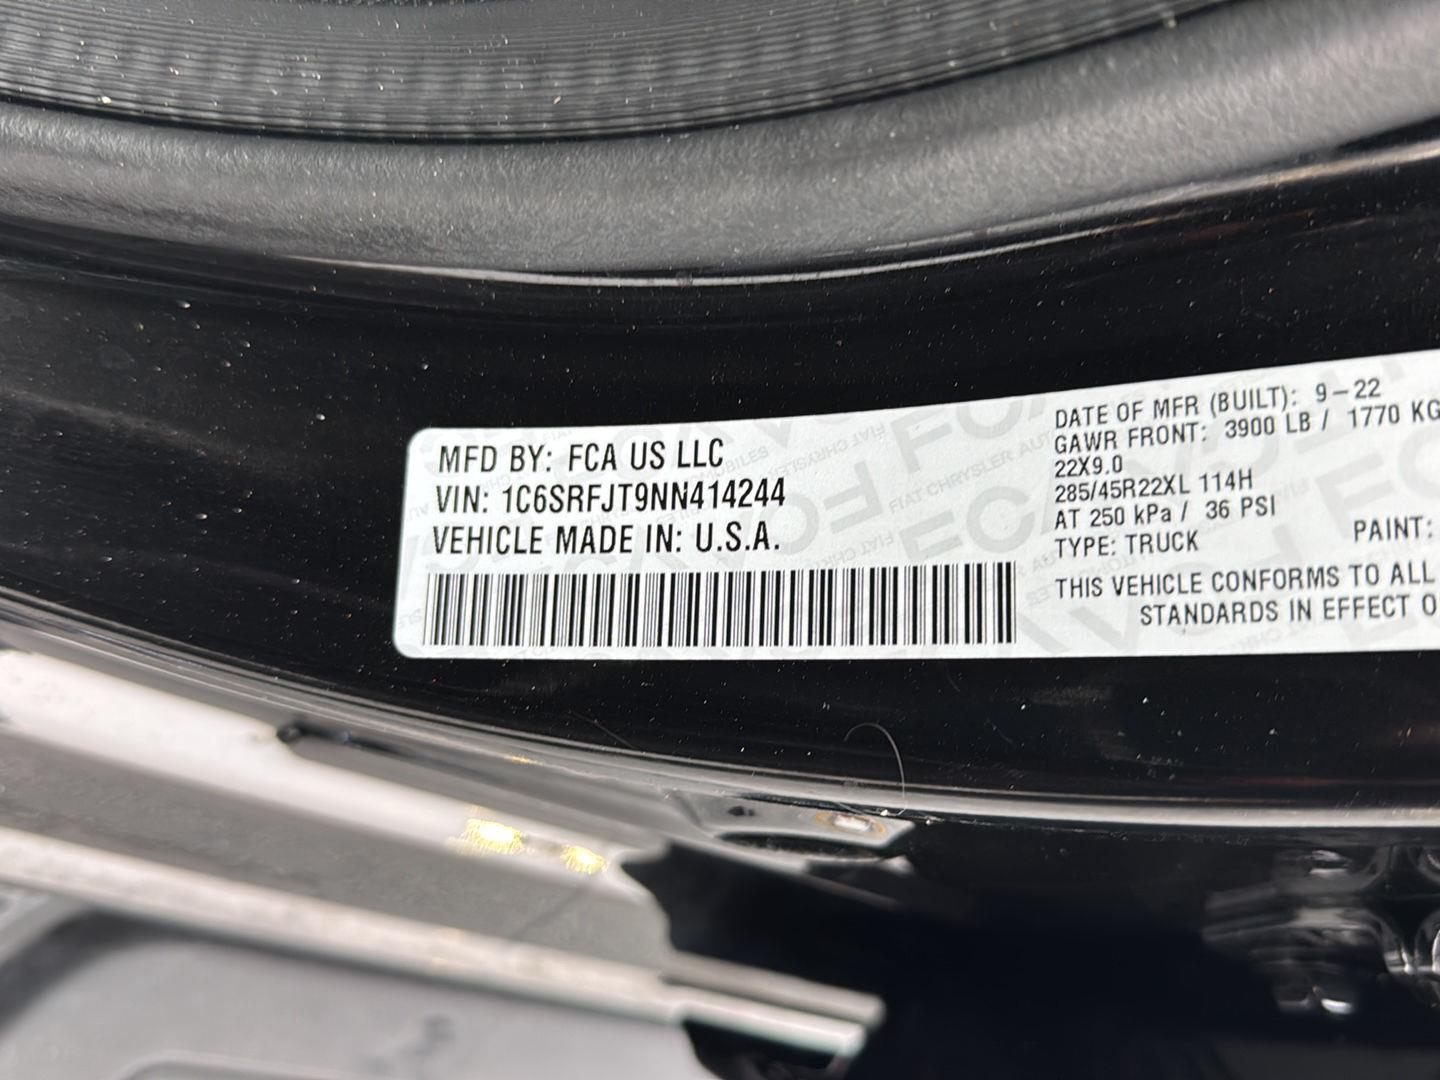 MFD BY: FCA US LLC
VIN: 1C6SRFJT9NN414244
VEHICLE MADE IN: U.S.A.
DATE OF MFR (BUILT): 9-22
GAWR FRONT: 3900 LB / 1770 KG
22X9.0
285/45R22XL 114H
AT 250 kPa / 36 PSI
TYPE: TRUCK PAINT:
THIS VEHICLE CONFORMS TO ALL
STANDARDS IN EFFECT O